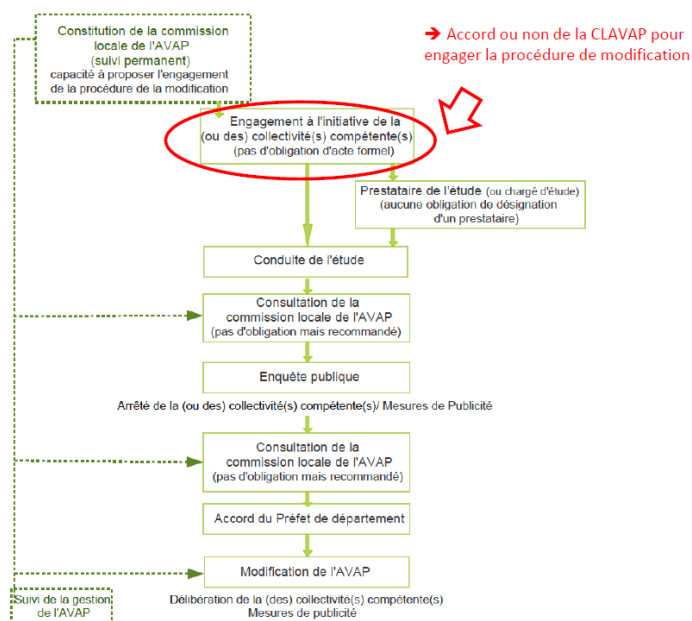 Constitution de la commission
locale de l'AVAP
(suivi permanent)
capacité à proposer l'engagement
de la procédure de la modification
➔ Accord ou non de la CLAVAP pour
engager la procédure de modification
Engagement à l'initiative de la
(ou des) collectivité(s) compétente(s)
(pas d'obligation d'acte formel)
Prestataire de l'étude (ou chargé d'étude)
(aucune obligation de désignation
d'un prestataire)
Conduite de l'étude
Consultation de la
commission locale de l'AVAP
(pas d'obligation mais recommandé)
Enquête publique
Arrêté de la (ou des) collectivité(s) compétente(s)/ Mesures de Publicité
Consultation de la
commission locale de l'AVAP
(pas d'obligation mais recommandé)
Accord du Préfet de département
Modification de l'AVAP
Délibération de la (des) collectivité(s) compétente(s)
Mesures de publicité
Suivi de la gestion
de l'AVAP